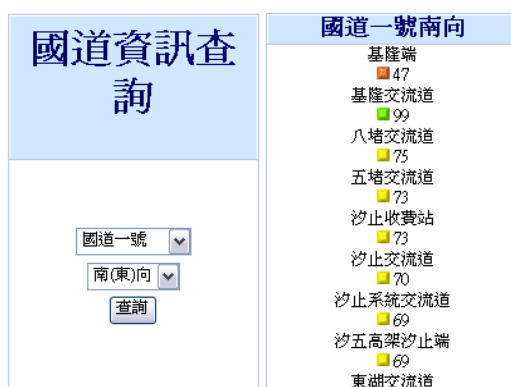 國道資訊查
詢
國道一號
南(東)向
查詢
國道一號南向
基隆端
47
基隆交流道
99
八堵交流道
75
五堵交流道
73
汐止收費站
73
汐止交流道
70
汐止系統交流道
69
汐五高架汐止端
69
東湖交流道